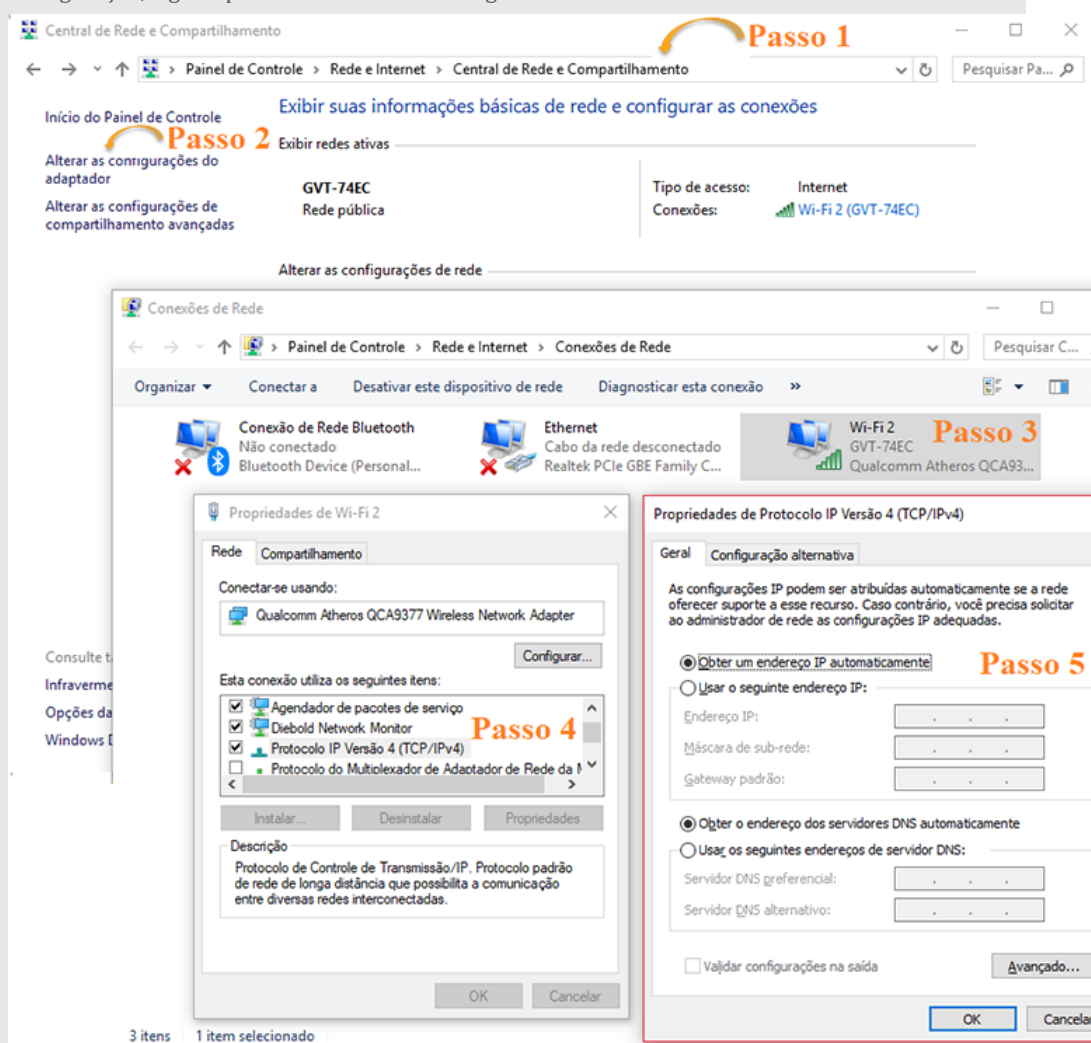 Central de Rede e Compartilhamento
Passo 1
Painel de Controle > Rede e Internet > Central de Rede e Compartilhamento
Pesquisar Pa...
Início do Painel de Controle
Passo 2
Alterar as configurações do
adaptador
Alterar as configurações de
compartilhamento avançadas
Exibir suas informações básicas de rede e configurar as conexões
Exibir redes ativas
GVT-74EC
Rede pública
Tipo de acesso: Internet
Conexões: Wi-Fi 2 (GVT-74EC)
Alterar as configurações de rede
Conexões de Rede
Painel de Controle > Rede e Internet > Conexões de Rede
Pesquisar C...
Organizar Conectar a Desativar este dispositivo de rede Diagnosticar esta conexão »
Conexão de Rede Bluetooth
Não conectado
Bluetooth Device (Personal...
Ethernet
Cabo da rede desconectado
Realtek PCIe GBE Family C...
Wi-Fi 2
GVT-74EC
Qualcomm Atheros QCA93...
Passo 3
Propriedades de Wi-Fi 2
Rede Compartilhamento
Conectar-se usando:
Qualcomm Atheros QCA9377 Wireless Network Adapter
Configurar...
Esta conexão utiliza os seguintes itens:
Agendador de pacotes de serviço
Diebold Network Monitor
Protocolo IP Versão 4 (TCP/IPv4)
Protocolo do Multiplexador de Adaptador de Rede da
Passo 4
Instalar... Desinstalar Propriedades
Descrição
Protocolo de Controle de Transmissão/IP. Protocolo padrão
de rede de longa distância que possibilita a comunicação
entre diversas redes interconectadas.
OK Cancelar
Propriedades de Protocolo IP Versão 4 (TCP/IPv4)
Geral Configuração alternativa
As configurações IP podem ser atribuídas automaticamente se a rede
oferecer suporte a esse recurso. Caso contrário, você precisa solicitar
ao administrador de rede as configurações IP adequadas.
Obter um endereço IP automaticamente
Passo 5
Usar o seguinte endereço IP:
Endereço IP:
Máscara de sub-rede:
Gateway padrão:
Obter o endereço dos servidores DNS automaticamente
Usar os seguintes endereços de servidor DNS:
Servidor DNS preferencial:
Servidor DNS alternativo:
Validar configurações na saída
Avançado...
OK Cancelar
Consulte
Infraverme
Opções da
Windows
3 itens 1 item selecionado